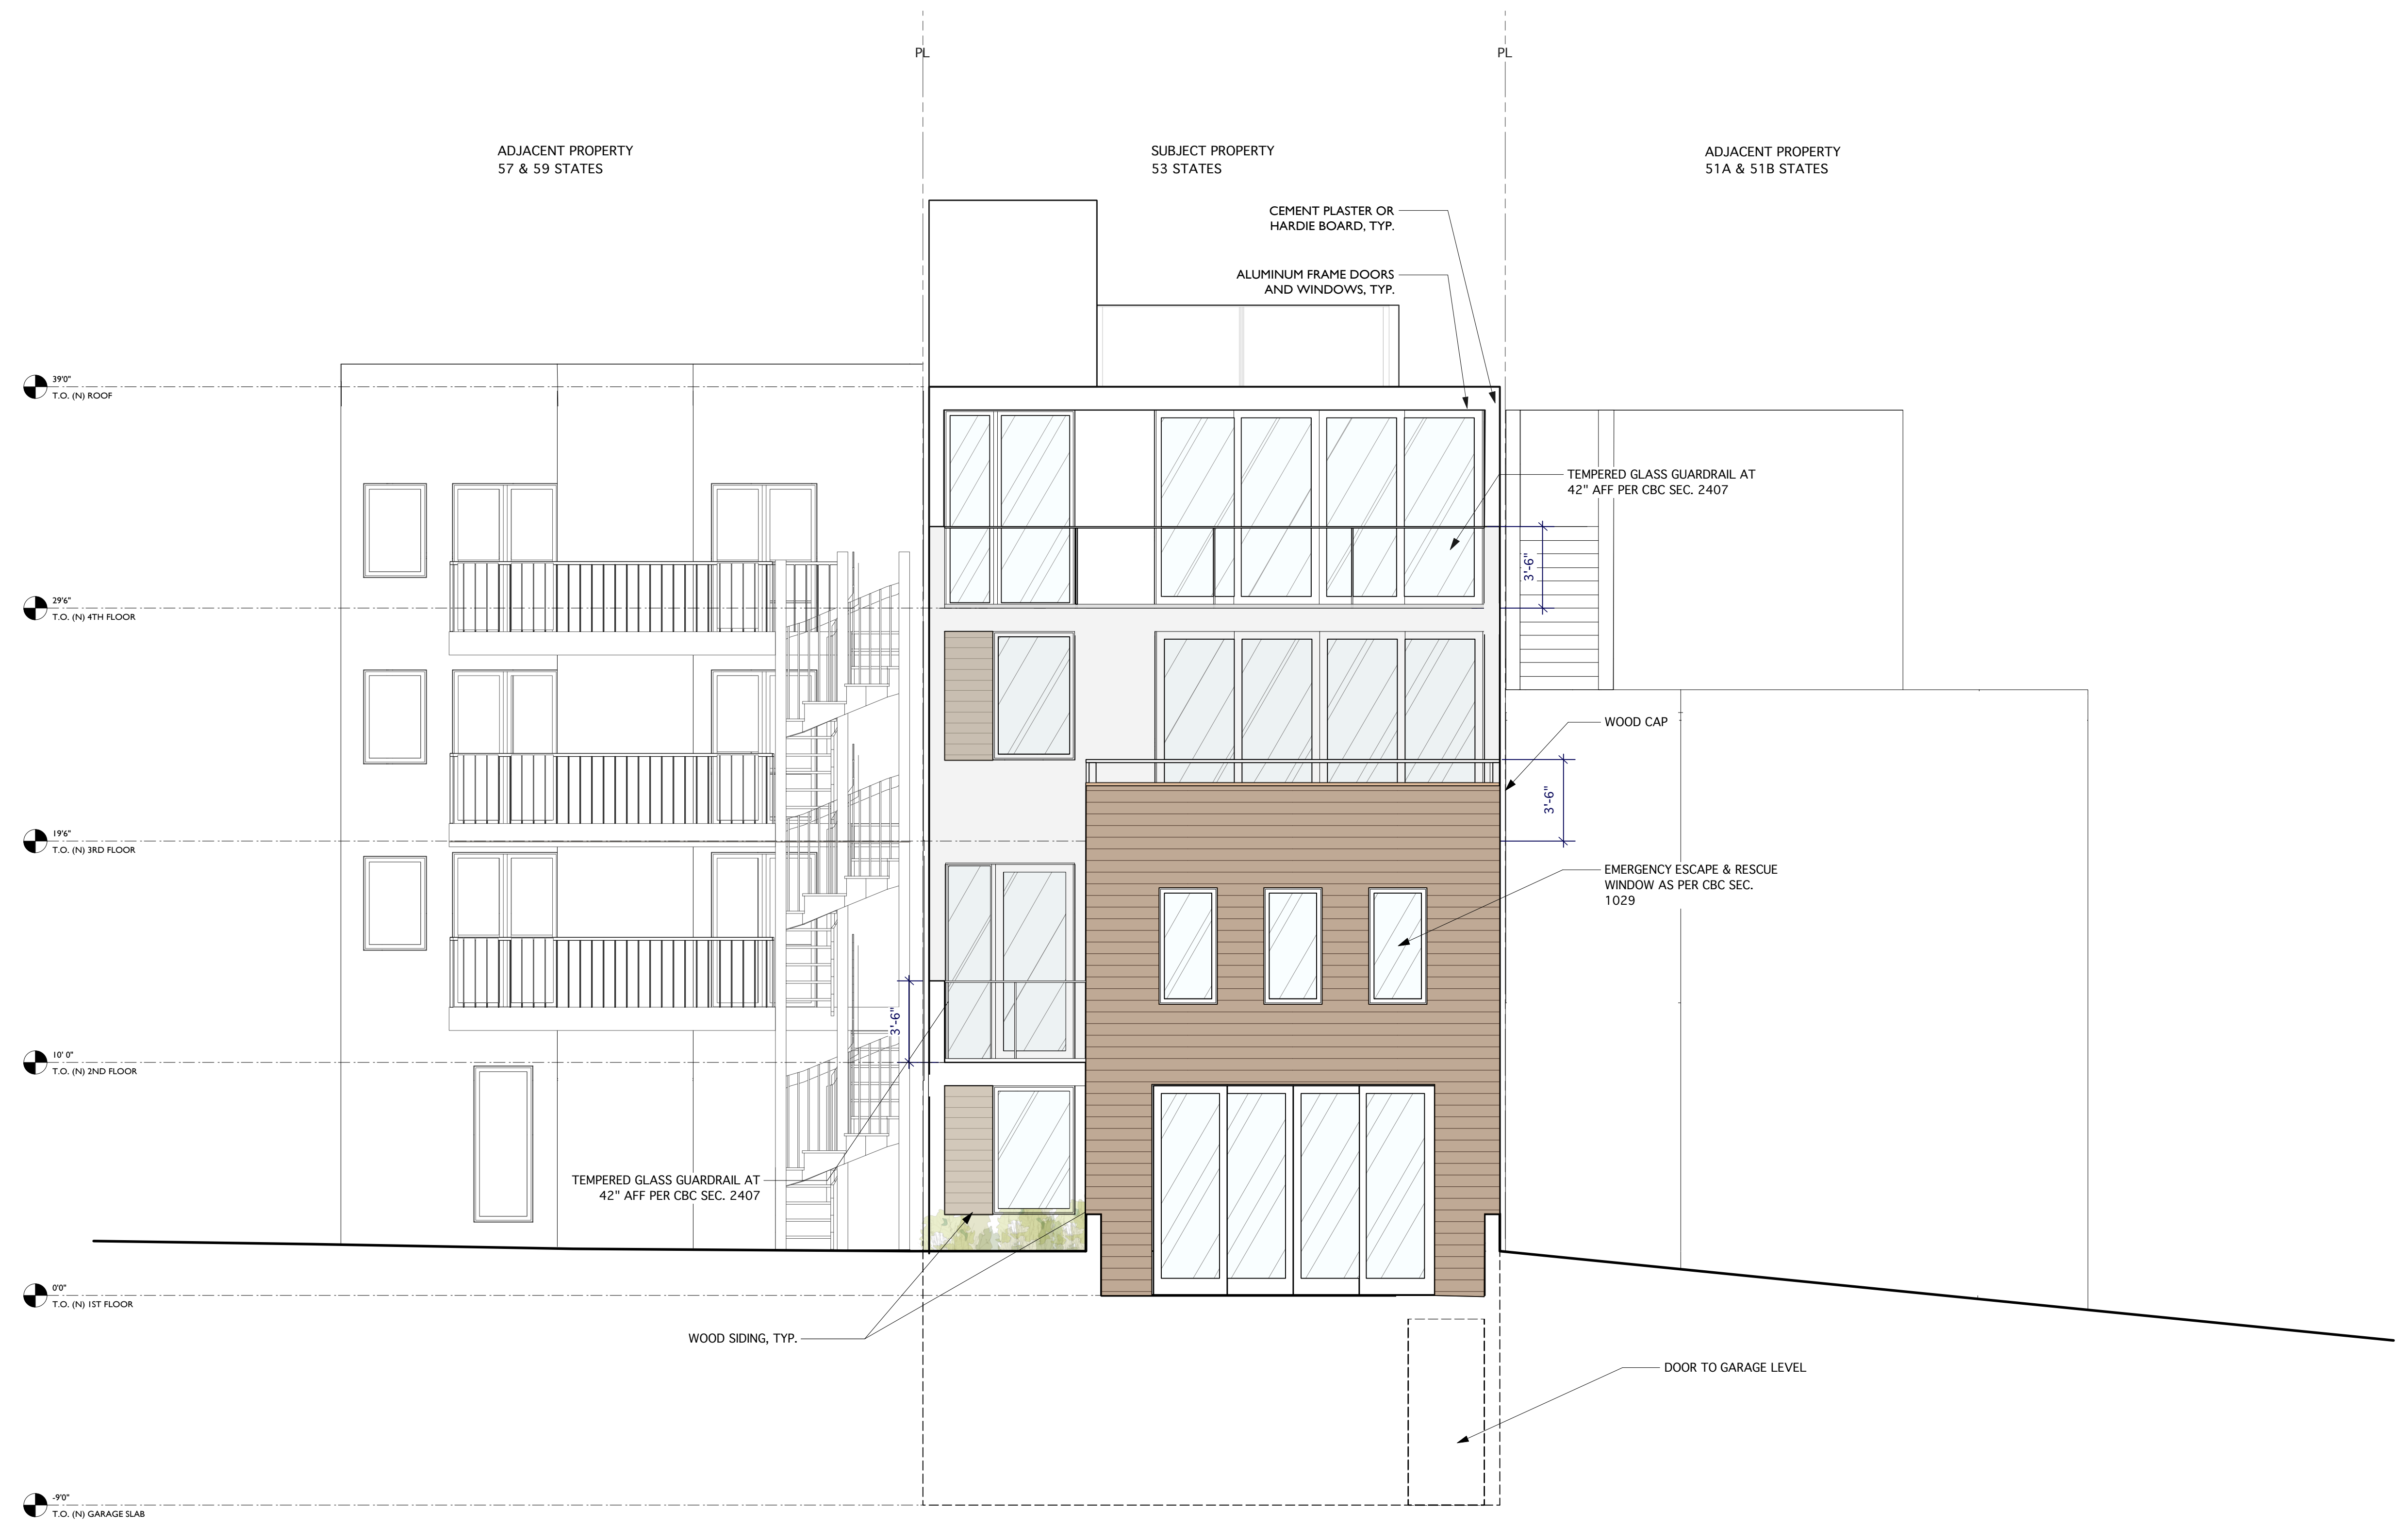 PL
PL
ADJACENT PROPERTY
57 & 59 STATES
SUBJECT PROPERTY
53 STATES
ADJACENT PROPERTY
51A & 51B STATES
CEMENT PLASTER OR
HARDIE BOARD, TYP.
ALUMINUM FRAME DOORS
AND WINDOWS, TYP.
39'0"
T.O. (N) ROOF
TEMPERED GLASS GUARDRAIL AT
42" AFF PER CBC SEC. 2407
3'-6"
29'6"
T.O. (N) 4TH FLOOR
WOOD CAP
3'-6"
19'6"
T.O. (N) 3RD FLOOR
EMERGENCY ESCAPE & RESCUE
WINDOW AS PER CBC SEC.
1029
3'-6"
10' 0"
T.O. (N) 2ND FLOOR
TEMPERED GLASS GUARDRAIL AT
42" AFF PER CBC SEC. 2407
0'0"
T.O. (N) 1ST FLOOR
WOOD SIDING, TYP.
DOOR TO GARAGE LEVEL
-9'0"
T.O. (N) GARAGE SLAB